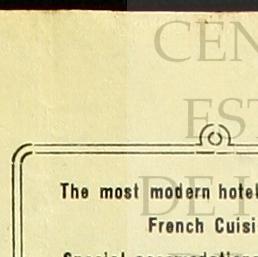 CEN
EST
DE I
The most modern hotel
French Cuisi